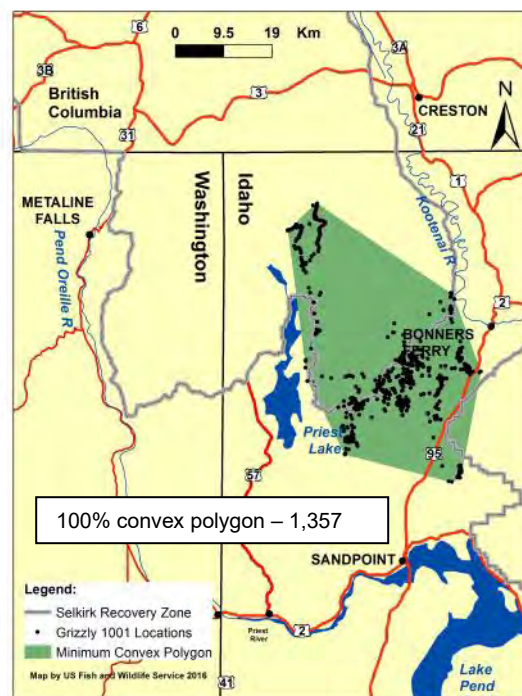 6
0 9.5 19 Km
3A
3B
British
Columbia
3
CRESTON
21
N
31
1
METALINE
FALLS
Washington
Idaho
Kootenai R
Pend Oreille R
2
BONNERS
FERRY
Priest
Lake
95
57
100% convex polygon – 1,357
SANDPOINT
Legend:
Selkirk Recovery Zone
Grizzly 1001 Locations
Minimum Convex Polygon
Map by US Fish and Wildlife Service 2016
Priest
River
2
41
Lake
Pend